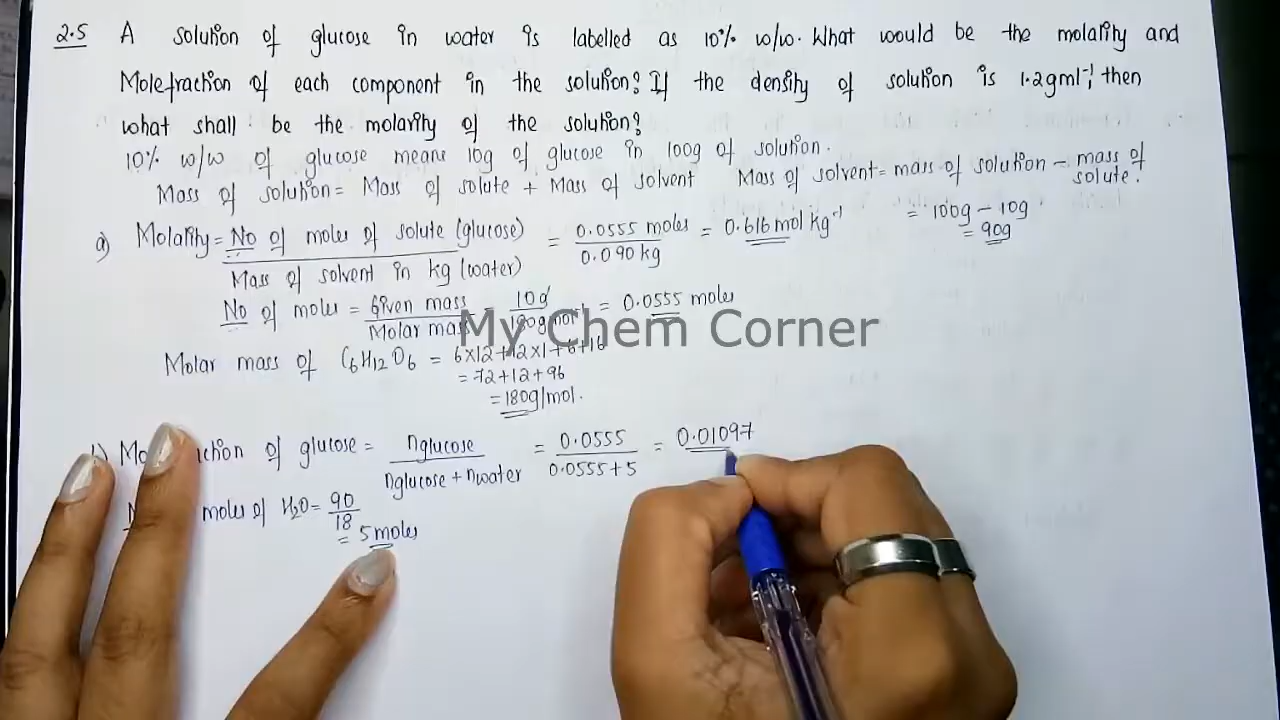 2.5 A solution of glucose in water is labelled as 10% w/w. What would be the molality and
Molefraction of each component in the solution? If the density of solution is 1.2gml⁻¹, then
what shall be the molarity of the solution?
10% w/w of glucose means 10g of glucose in 100g of solution.
Mass of solution = Mass of solute + Mass of solvent Mass of solvent = mass of solution - mass of solute.
= 100g - 10g
= 90g
a) Molality = No of moles of solute (glucose) / Mass of solvent in kg (water) = 0.0555 moles / 0.090 kg = 0.616 mol kg⁻¹
No of moles = Given mass / Molar mass = 10g / 180g mol⁻¹ = 0.0555 moles
My Chem Corner
Molar mass of C6H12O6 = 6x12+12x1+6+16
= 72+12+96
= 180g/mol.
of glucose = nglucose / nglucose + nwater = 0.0555 / 0.0555+5 = 0.01097
moles of H2O = 90 / 18
= 5 moles